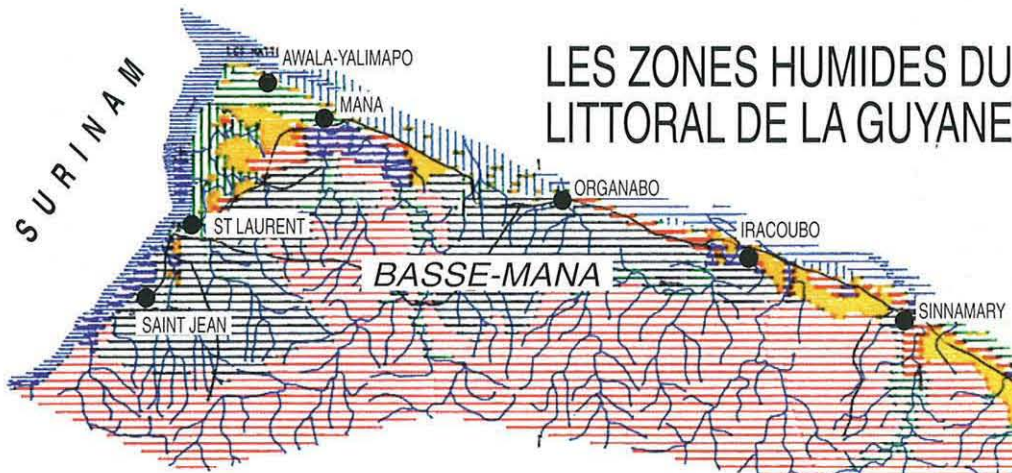 LES ZONES HUMIDES DU
LITTORAL DE LA GUYANE
SURINAM
AWALA-YALIMAPO
MANA
ORGANABO
ST LAURENT
IRACOUBO
BASSE-MANA
SAINT JEAN
SINNAMARY